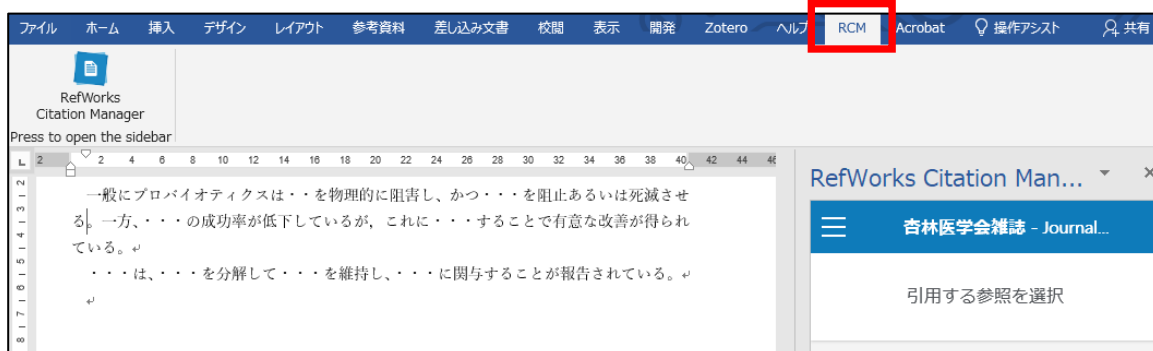 ファイル ホーム 挿入 デザイン レイアウト 参考資料 差し込み文書 校閲 表示 開発 Zotero ヘルプ RCM Acrobat 操作アシスト 共有
RefWorks
Citation Manager
Press to open the sidebar
L 2 2 4 6 8 10 12 14 16 18 20 22 24 26 28 30 32 34 36 38 40 42 44 46
一般にプロバイオティクスは・・を物理的に阻害し、かつ・・・を阻止あるいは死滅させ
る。一方、・・・の成功率が低下しているが，これに・・・することで有意な改善が得られ
ている。↵
・・・は、・・・を分解して・・・を維持し、・・・に関与することが報告されている。↵
↵
2
3
4
5
6
7
8
RefWorks Citation Man...
杏林医学会雑誌 - Journal...
引用する参照を選択